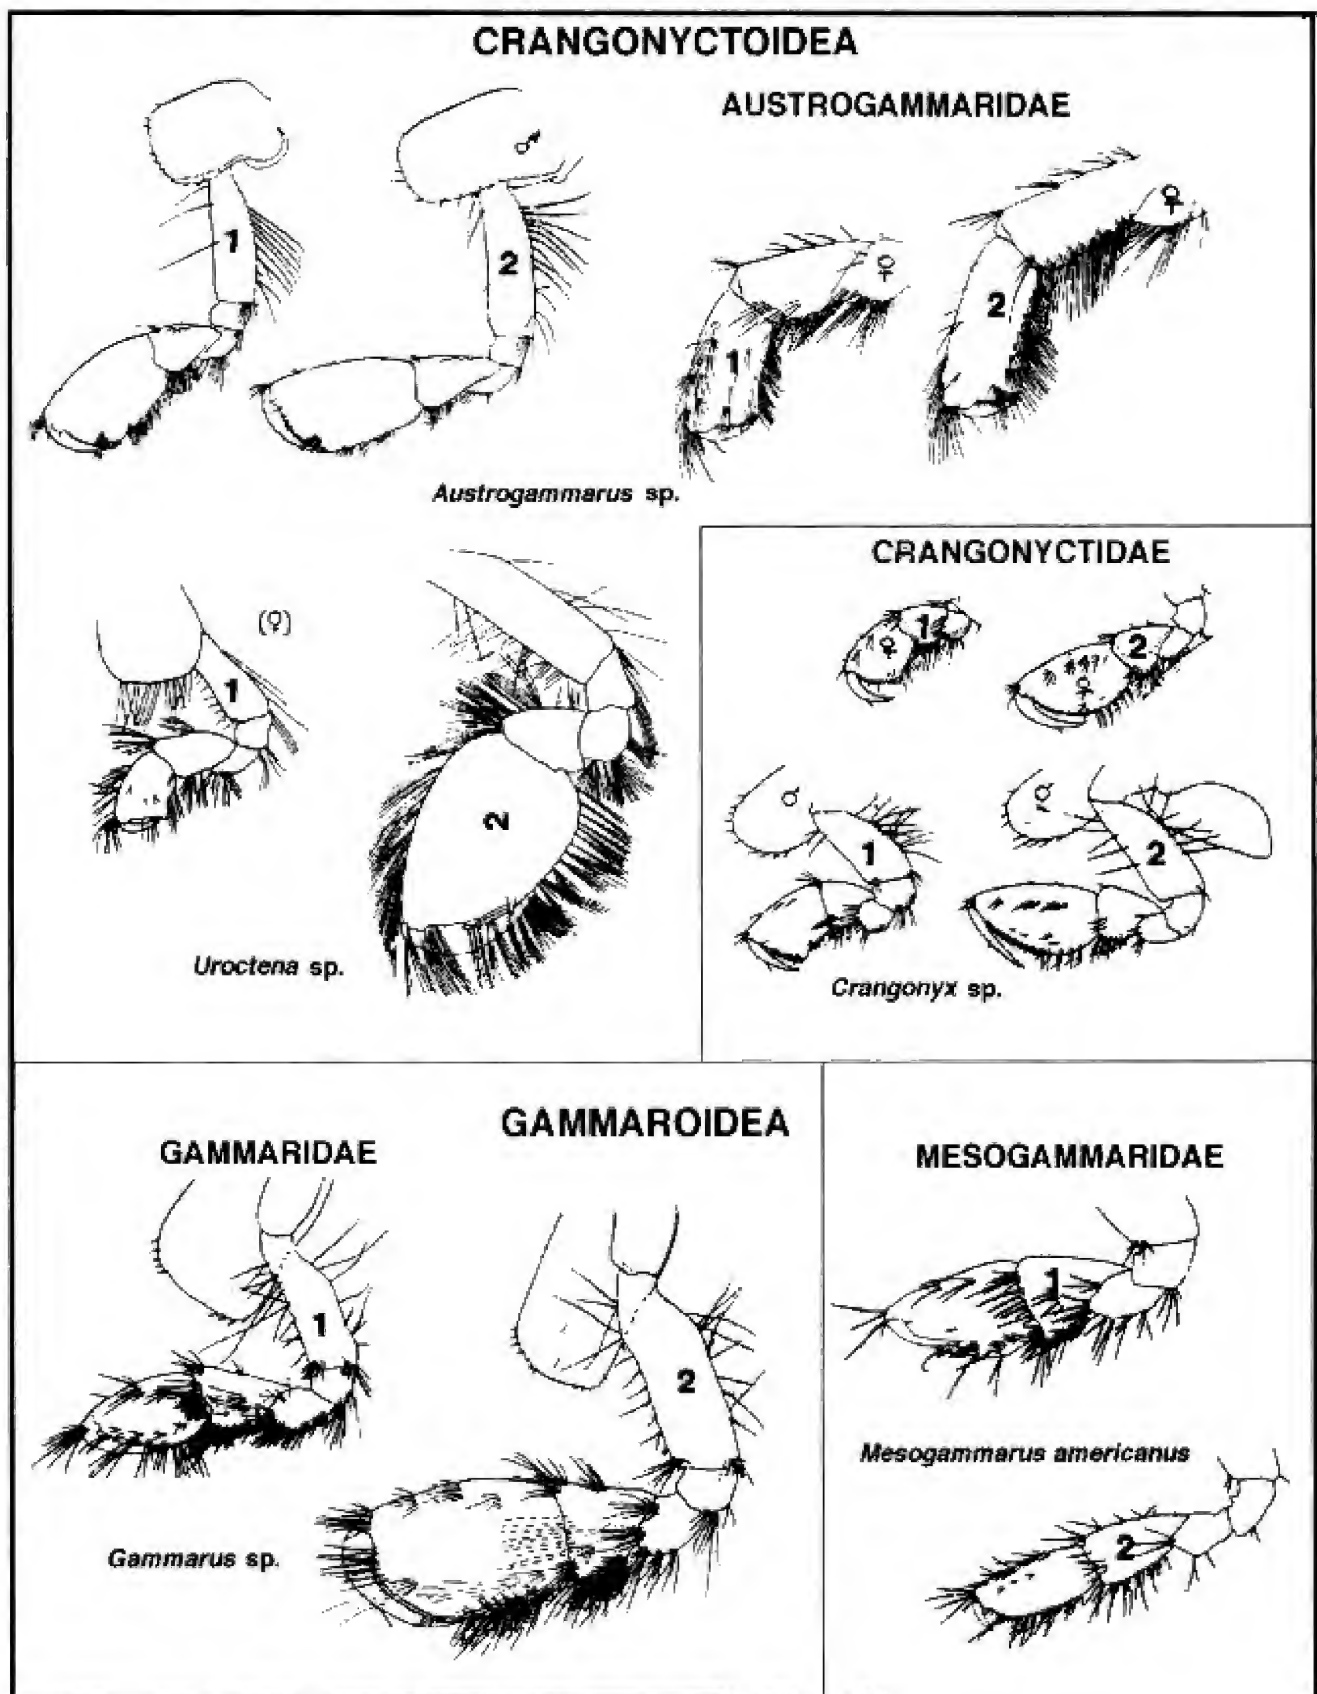 CRANGONYCTOIDEA
AUSTROGAMMARIDAE
♂
♀
♀
1
2
1
2
Austrogammarus sp.
CRANGONYCTIDAE
(♀)
1
2
Uroctena sp.
1
♀
2
♀
♂
1
♂
2
Crangonyx sp.
GAMMAROIDEA
GAMMARIDAE
MESOGAMMARIDAE
1
2
Gammarus sp.
1
Mesogammarus americanus
2